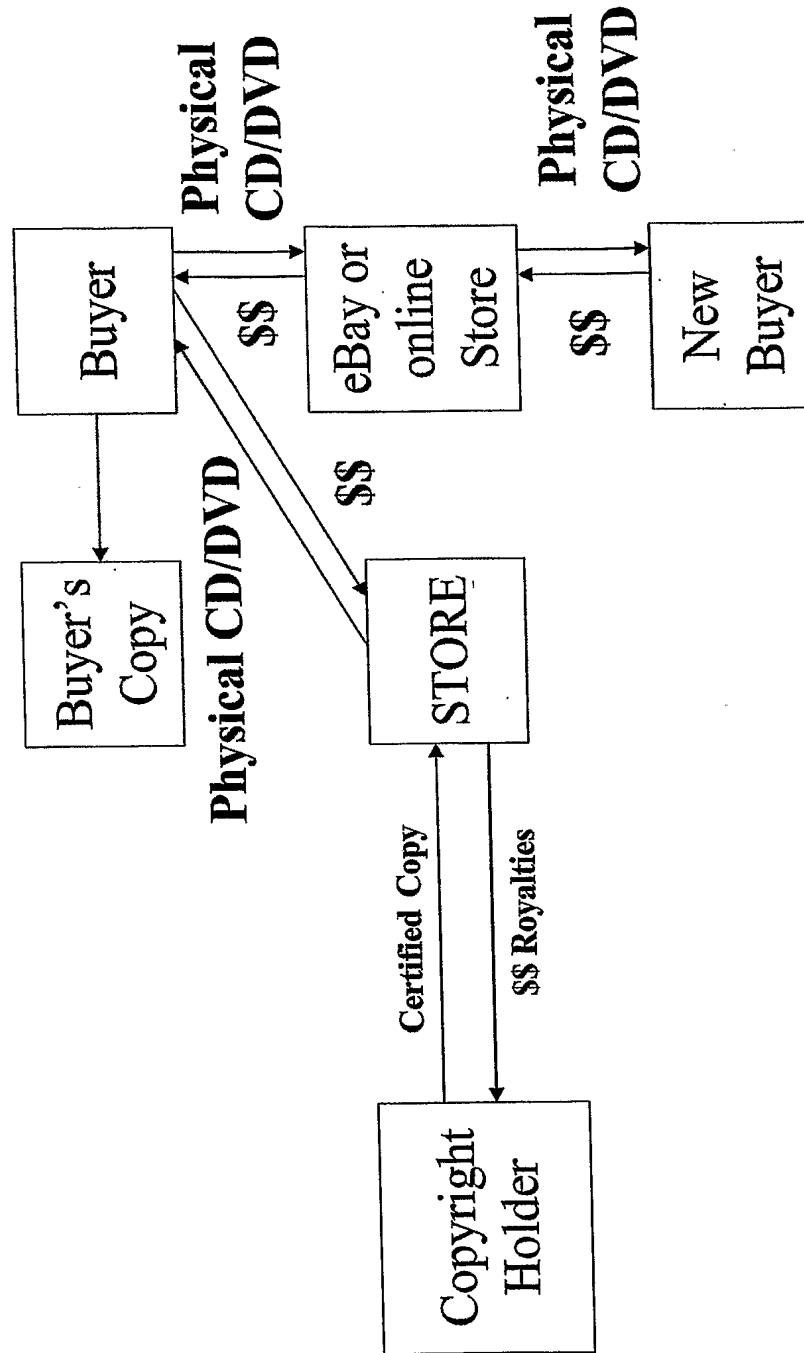 Copyright
Holder
Certified Copy
$$ Royalties
STORE
Physical CD/DVD
$$
Buyer's
Copy
Buyer
Physical
CD/DVD
$$
eBay or
online
Store
Physical
CD/DVD
$$
New
Buyer